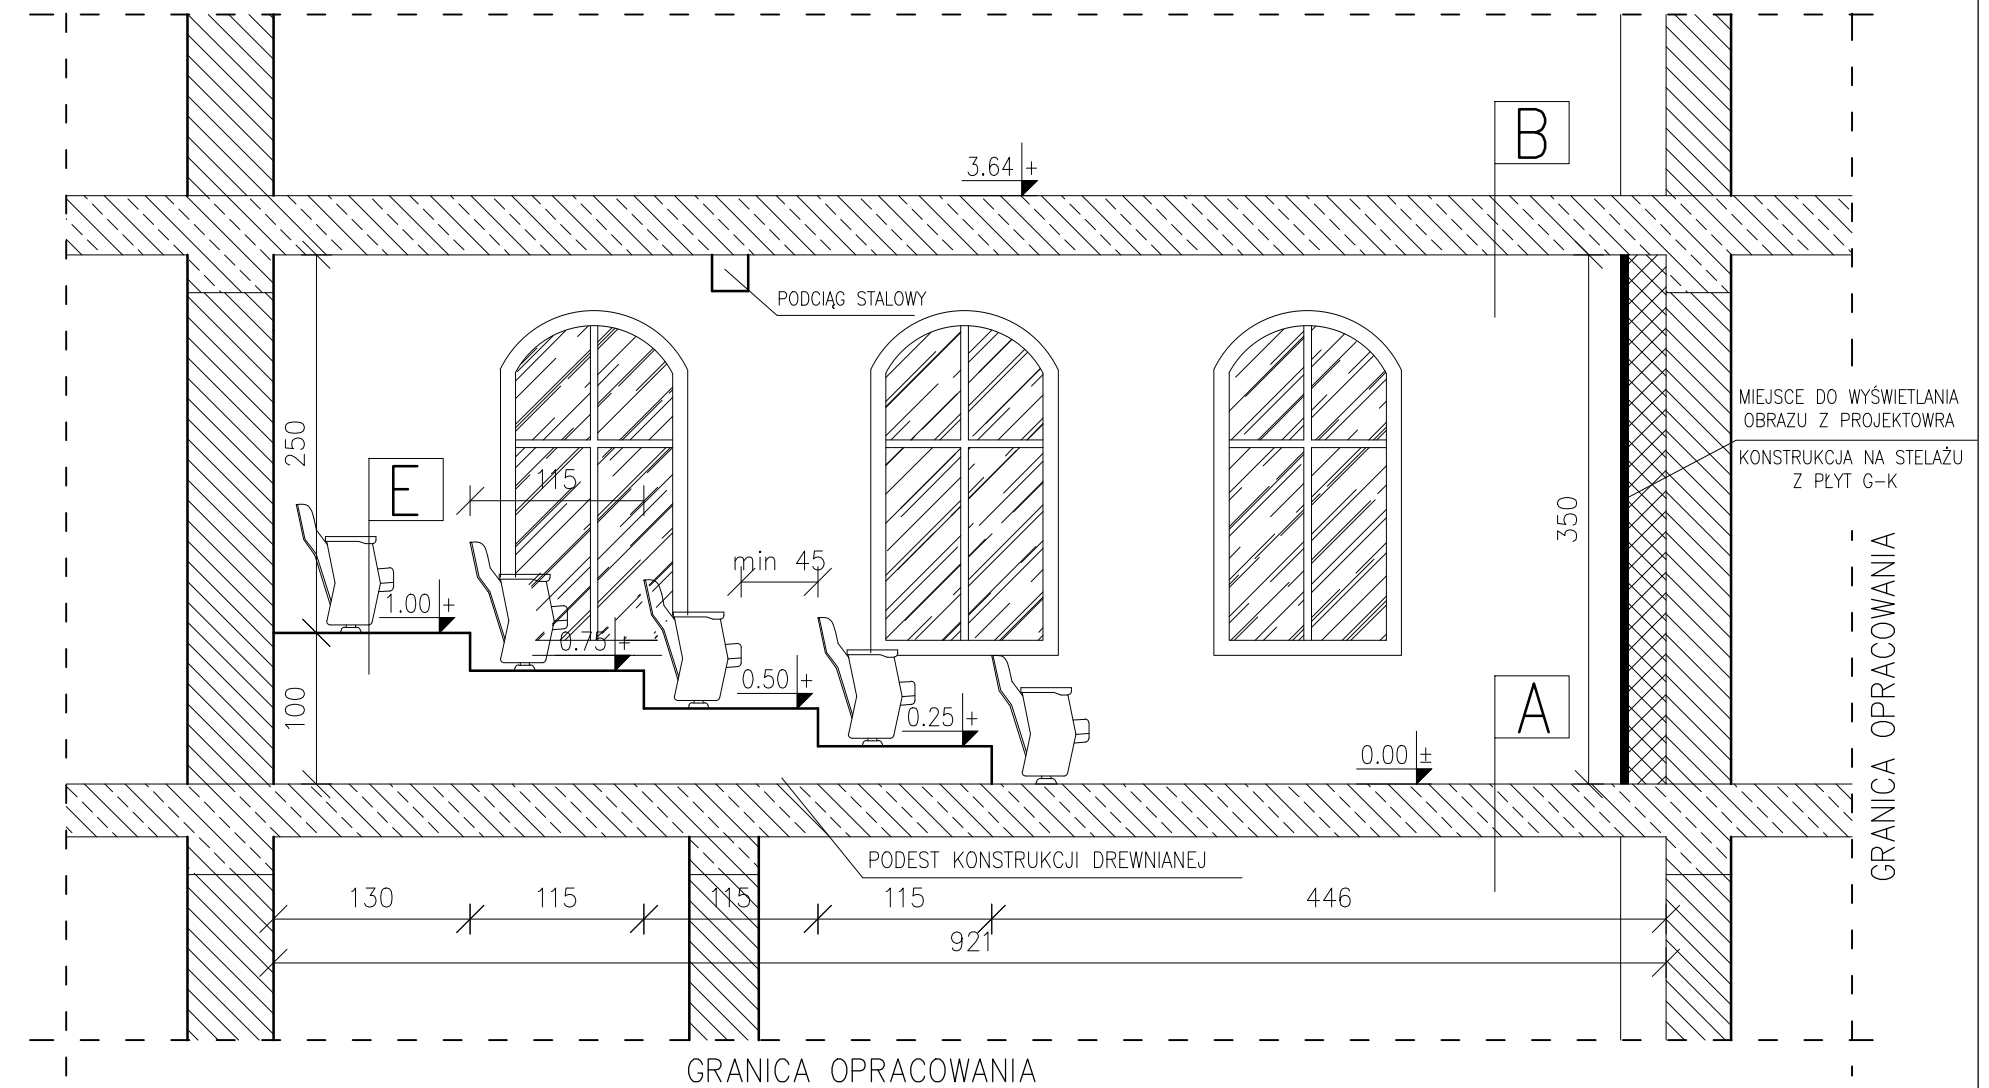 B
3.64 +
PODCIĄG STALOWY
MIEJSCE DO WYŚWIETLANIA
OBRAZU Z PROJEKTOWRA
KONSTRUKCJA NA STELAŻU
Z PŁYT G-K
250
E
115
350
min 45
1.00 +
0.75 +
0.50 +
0.25 +
0.00 ±
100
A
GRANICA OPRACOWANIA
PODEST KONSTRUKCJI DREWNIANEJ
130
115
115
115
446
921
GRANICA OPRACOWANIA